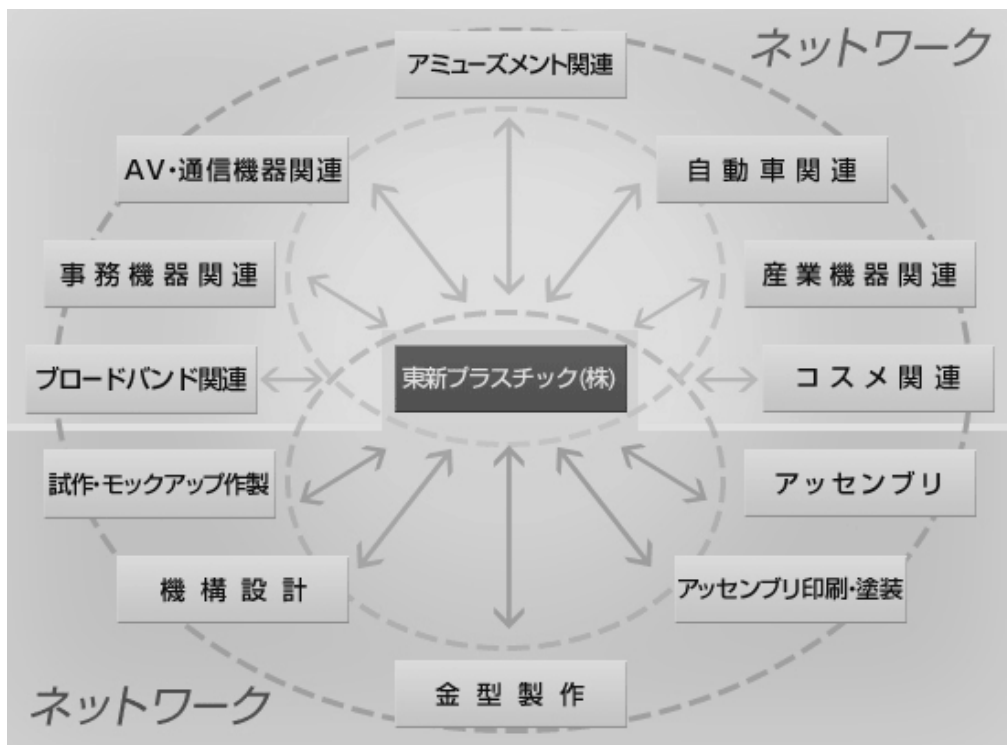 ネットワーク
アミューズメント関連
AV・通信機器関連
自動車関連
事務機器関連
産業機器関連
ブロードバンド関連
東新プラスチック(株)
コスメ関連
試作・モックアップ作製
アッセンブリ
機構設計
アッセンブリ印刷・塗装
金型製作
ネットワーク